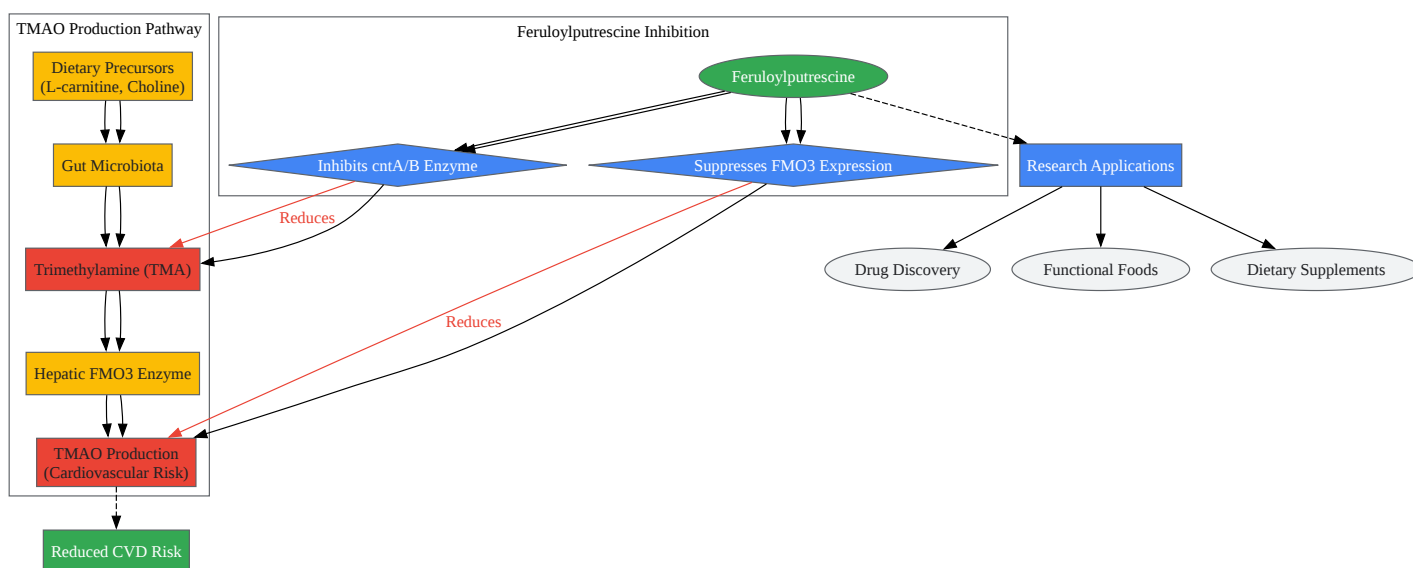 TMAO Production Pathway
Dietary Precursors
(L-carnitine, Choline)
Gut Microbiota
Trimethylamine (TMA)
Hepatic FMO3 Enzyme
TMAO Production
(Cardiovascular Risk)
Reduced CVD Risk
Feruloylputrescine Inhibition
Feruloylputrescine
Inhibits cntA/B Enzyme
Suppresses FMO3 Expression
Reduces
Reduces
Research Applications
Drug Discovery
Functional Foods
Dietary Supplements